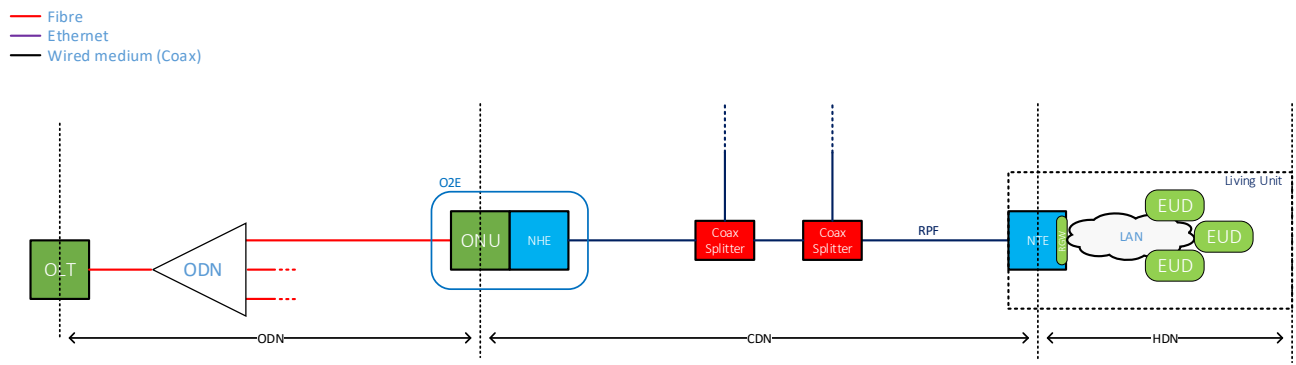 Fibre
Ethernet
Wired medium (Coax)
O2E
Living Unit
OLT
ODN
ONU
NHE
Coax
Splitter
Coax
Splitter
RPF
NTE
RGW
LAN
EUD
EUD
EUD
ODN
CDN
HDN